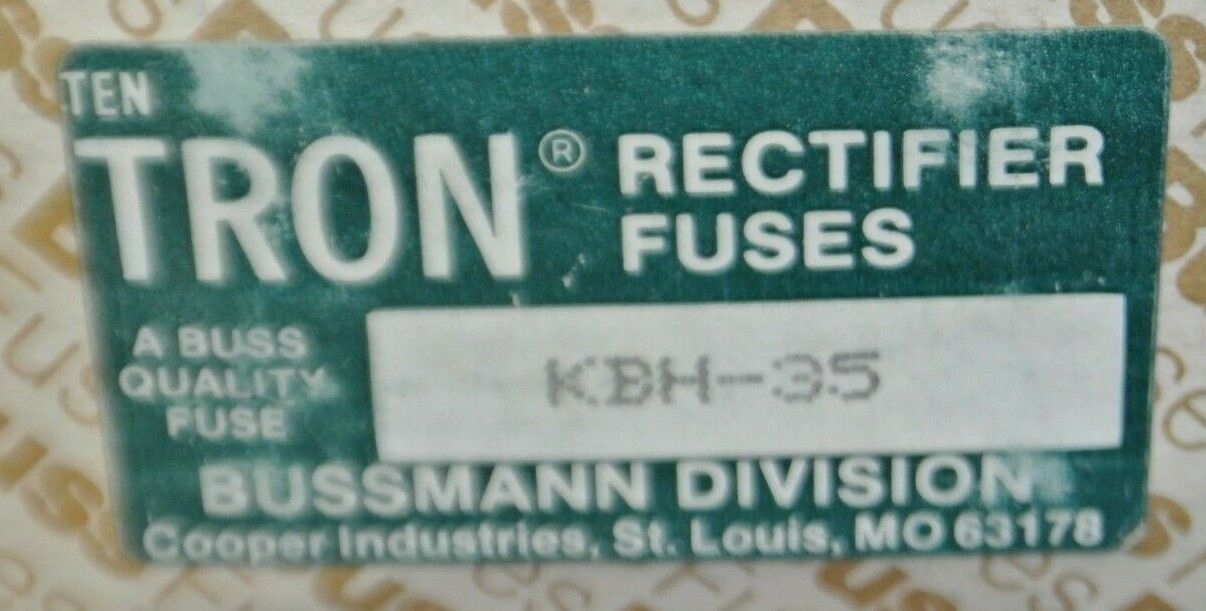 TEN
TRON® RECTIFIER
FUSES
A BUSS
QUALITY
FUSE
KBH-35
BUSSMANN DIVISION
Cooper Industries, St. Louis, MO 63178